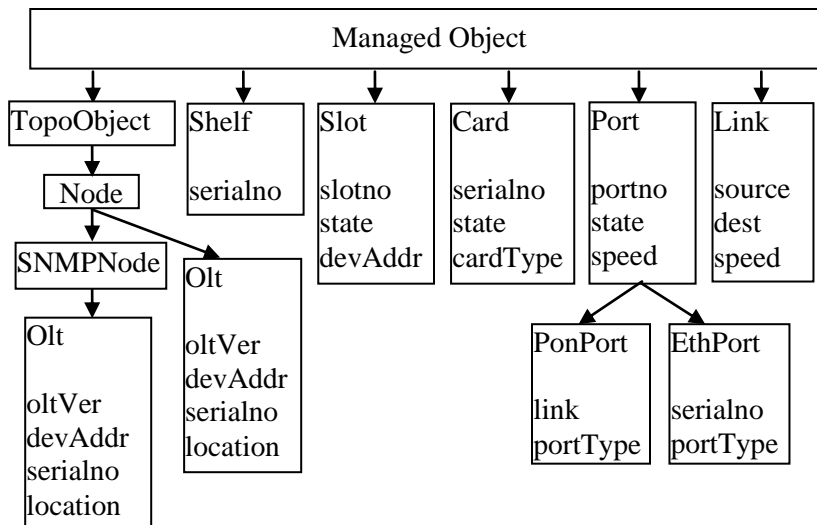 Managed Object
TopoObject
Node
SNMPNode
Olt
oltVer
devAddr
serialno
location
Olt
oltVer
devAddr
serialno
location
Shelf
serialno
Slot
slotno
state
devAddr
Card
serialno
state
cardType
Port
portno
state
speed
PonPort
link
portType
EthPort
serialno
portType
Link
source
dest
speed